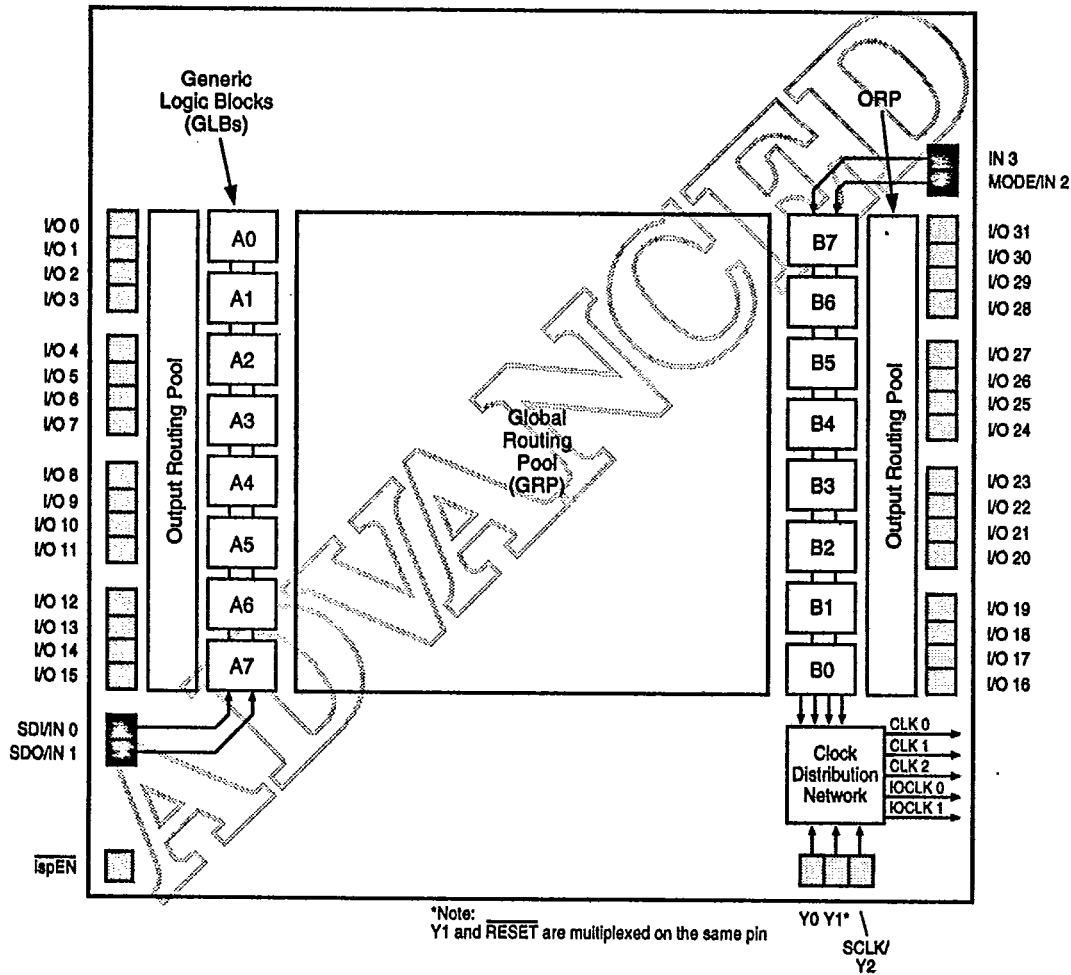 Generic
Logic Blocks
(GLBs)
ORP
IN 3
MODE/IN 2
I/O 0
I/O 1
I/O 2
I/O 3
I/O 4
I/O 5
I/O 6
I/O 7
I/O 8
I/O 9
I/O 10
I/O 11
I/O 12
I/O 13
I/O 14
I/O 15
Output Routing Pool
A0
A1
A2
A3
A4
A5
A6
A7
Global
Routing
Pool
(GRP)
B7
B6
B5
B4
B3
B2
B1
B0
Output Routing Pool
I/O 31
I/O 30
I/O 29
I/O 28
I/O 27
I/O 26
I/O 25
I/O 24
I/O 23
I/O 22
I/O 21
I/O 20
I/O 19
I/O 18
I/O 17
I/O 16
SDI/IN 0
SDO/IN 1
Clock
Distribution
Network
CLK 0
CLK 1
CLK 2
IOCLK 0
IOCLK 1
ispEN
*Note:
Y1 and RESET are multiplexed on the same pin
Y0 Y1*
SCLK/
Y2
ADVANCED